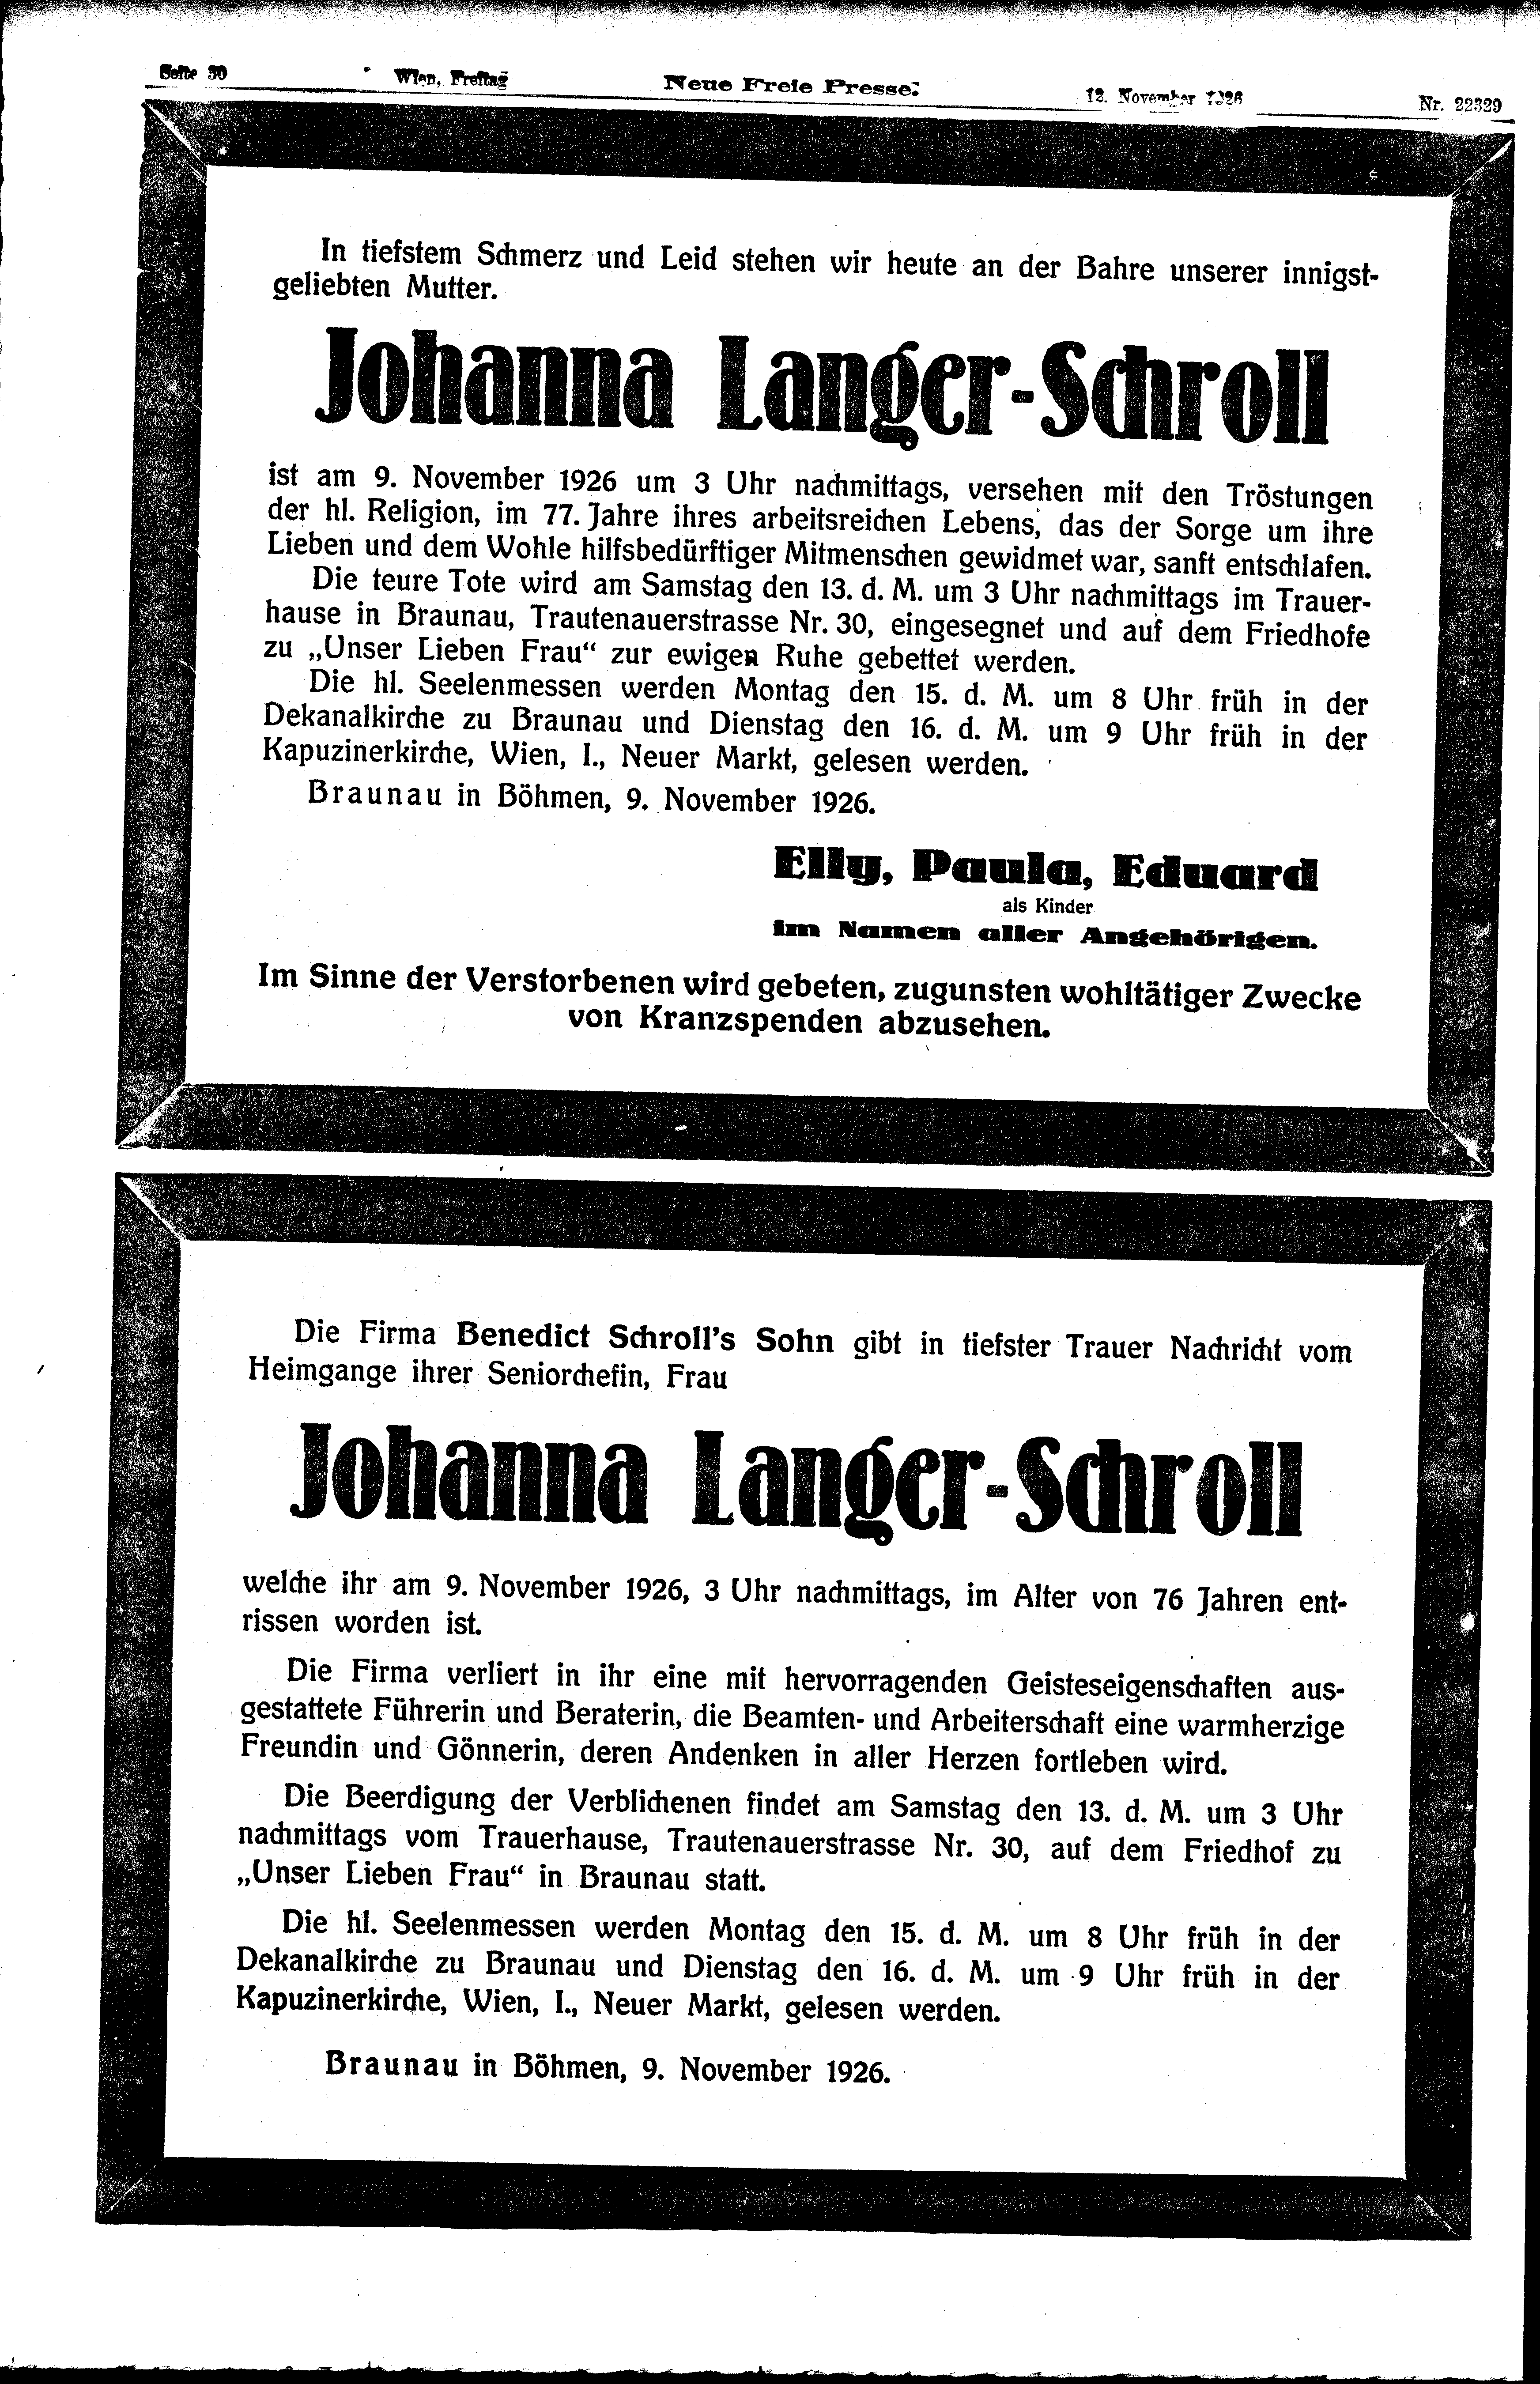 Seite 30 Wien, Freitag Neue Freie Presse. 12. November 1926 Nr. 22329
In tiefstem Schmerz und Leid stehen wir heute an der Bahre unserer innigst-
geliebten Mutter.
Johanna Langer-Schroll
ist am 9. November 1926 um 3 Uhr nachmittags, versehen mit den Tröstungen
der hl. Religion, im 77. Jahre ihres arbeitsreichen Lebens, das der Sorge um ihre
Lieben und dem Wohle hilfsbedürftiger Mitmenschen gewidmet war, sanft entschlafen.
Die teure Tote wird am Samstag den 13. d. M. um 3 Uhr nachmittags im Trauer-
hause in Braunau, Trautenauerstrasse Nr. 30, eingesegnet und auf dem Friedhofe
zu „Unser Lieben Frau“ zur ewigen Ruhe gebettet werden.
Die hl. Seelenmessen werden Montag den 15. d. M. um 8 Uhr früh in der
Dekanalkirche zu Braunau und Dienstag den 16. d. M. um 9 Uhr früh in der
Kapuzinerkirche, Wien, I., Neuer Markt, gelesen werden.
Braunau in Böhmen, 9. November 1926.
Elly, Paula, Eduard
als Kinder
im Namen aller Angehörigen.
Im Sinne der Verstorbenen wird gebeten, zugunsten wohltätiger Zwecke
von Kranzspenden abzusehen.
Die Firma Benedict Schroll's Sohn gibt in tiefster Trauer Nachricht vom
Heimgange ihrer Seniorchefin, Frau
Johanna Langer-Schroll
welche ihr am 9. November 1926, 3 Uhr nachmittags, im Alter von 76 Jahren ent-
rissen worden ist.
Die Firma verliert in ihr eine mit hervorragenden Geisteseigenschaften aus-
gestattete Führerin und Beraterin, die Beamten- und Arbeiterschaft eine warmherzige
Freundin und Gönnerin, deren Andenken in aller Herzen fortleben wird.
Die Beerdigung der Verblichenen findet am Samstag den 13. d. M. um 3 Uhr
nachmittags vom Trauerhause, Trautenauerstrasse Nr. 30, auf dem Friedhof zu
„Unser Lieben Frau“ in Braunau statt.
Die hl. Seelenmessen werden Montag den 15. d. M. um 8 Uhr früh in der
Dekanalkirche zu Braunau und Dienstag den 16. d. M. um 9 Uhr früh in der
Kapuzinerkirche, Wien, I., Neuer Markt, gelesen werden.
Braunau in Böhmen, 9. November 1926.